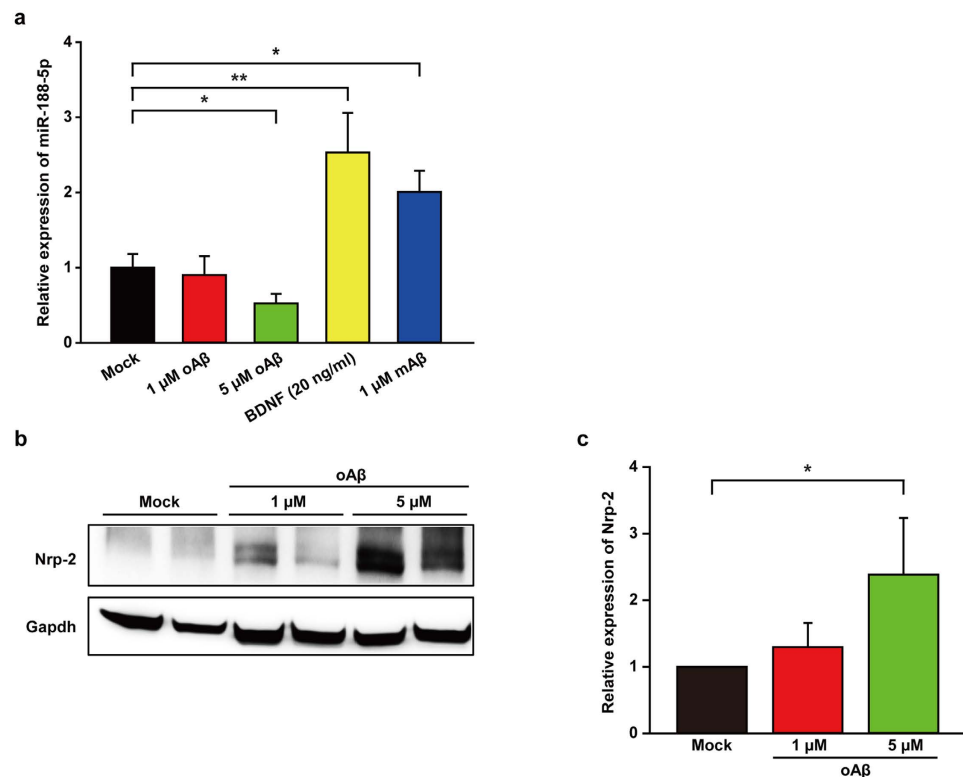 a
Relative expression of miR-188-5p
4
3
2
1
0
*
**
*
Mock
1 µM oAβ
5 µM oAβ
BDNF (20 ng/ml)
1 µM mAβ
b
oAβ
Mock 1 µM 5 µM
Nrp-2
Gapdh
c
Relative expression of Nrp-2
4
3
2
1
0
*
Mock 1 µM 5 µM
oAβ